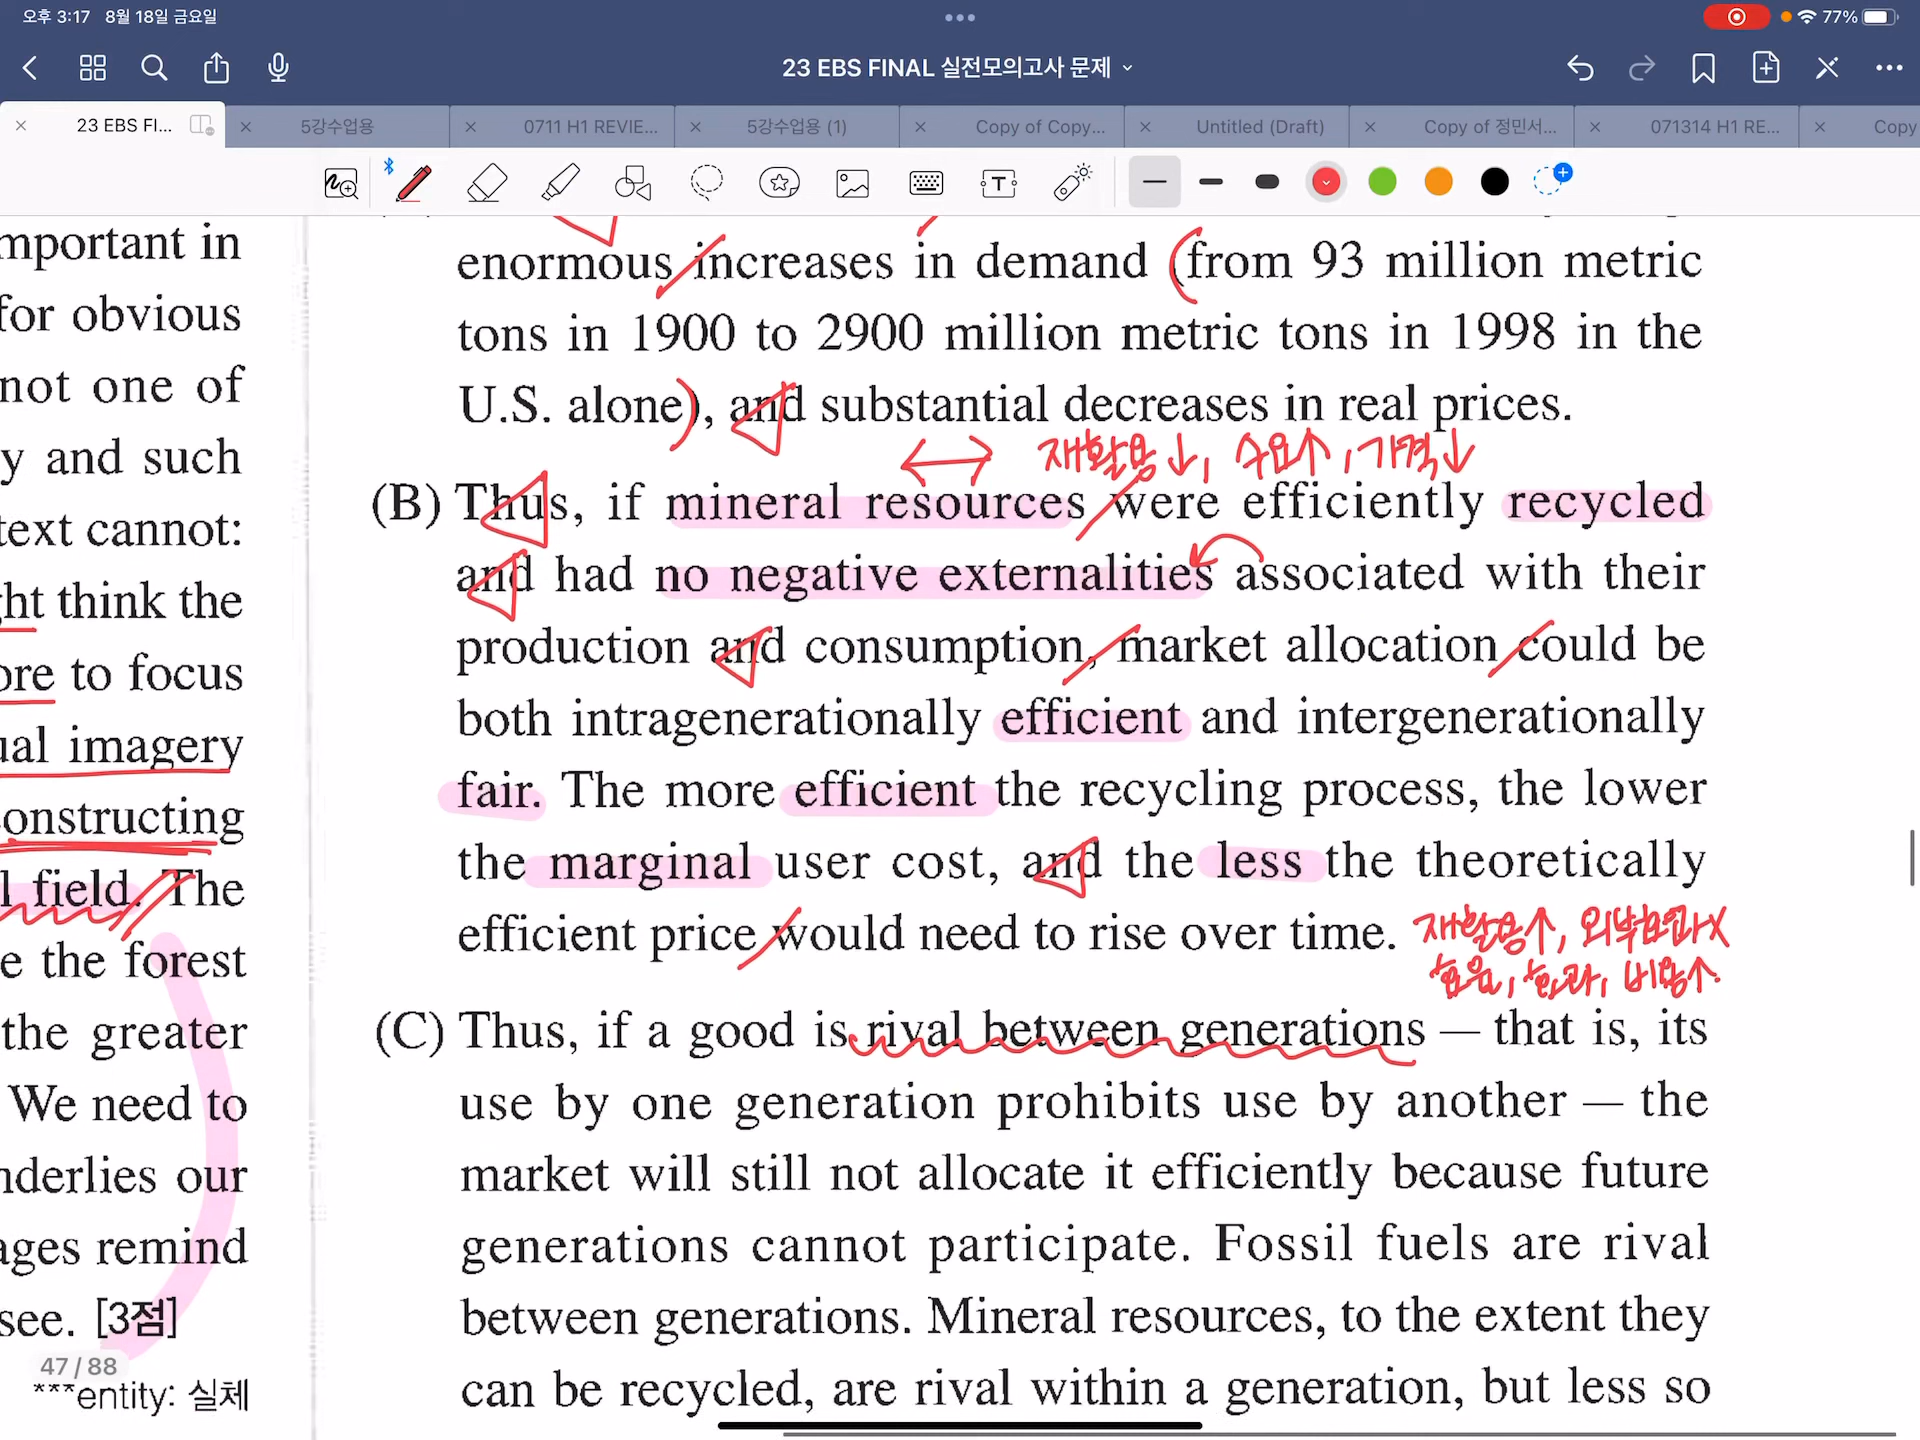 오후 3:17 8월 18일 금요일
77%
23 EBS FINAL 실전모의고사 문제
23 EBS FI...
5강수업용
0711 H1 REVIE...
5강수업용 (1)
Copy of Copy...
Untitled (Draft)
Copy of 정민서...
071314 H1 RE...
Copy
mportant in
for obvious
not one of
y and such
text cannot:
ght think the
ore to focus
ual imagery
constructing
l field. The
e the forest
the greater
We need to
nderlies our
ages remind
see. [3점]
47 / 88
***entity: 실체
enormous increases in demand (from 93 million metric
tons in 1900 to 2900 million metric tons in 1998 in the
U.S. alone), and substantial decreases in real prices.
재활용↓, 수요↑, 가격↓
(B) Thus, if mineral resources were efficiently recycled
and had no negative externalities associated with their
production and consumption, market allocation could be
both intragenerationally efficient and intergenerationally
fair. The more efficient the recycling process, the lower
the marginal user cost, and the less the theoretically
efficient price would need to rise over time.
재활용↑, 외부효과X
효율, 효과, 비용↑.
(C) Thus, if a good is rival between generations — that is, its
use by one generation prohibits use by another — the
market will still not allocate it efficiently because future
generations cannot participate. Fossil fuels are rival
between generations. Mineral resources, to the extent they
can be recycled, are rival within a generation, but less so